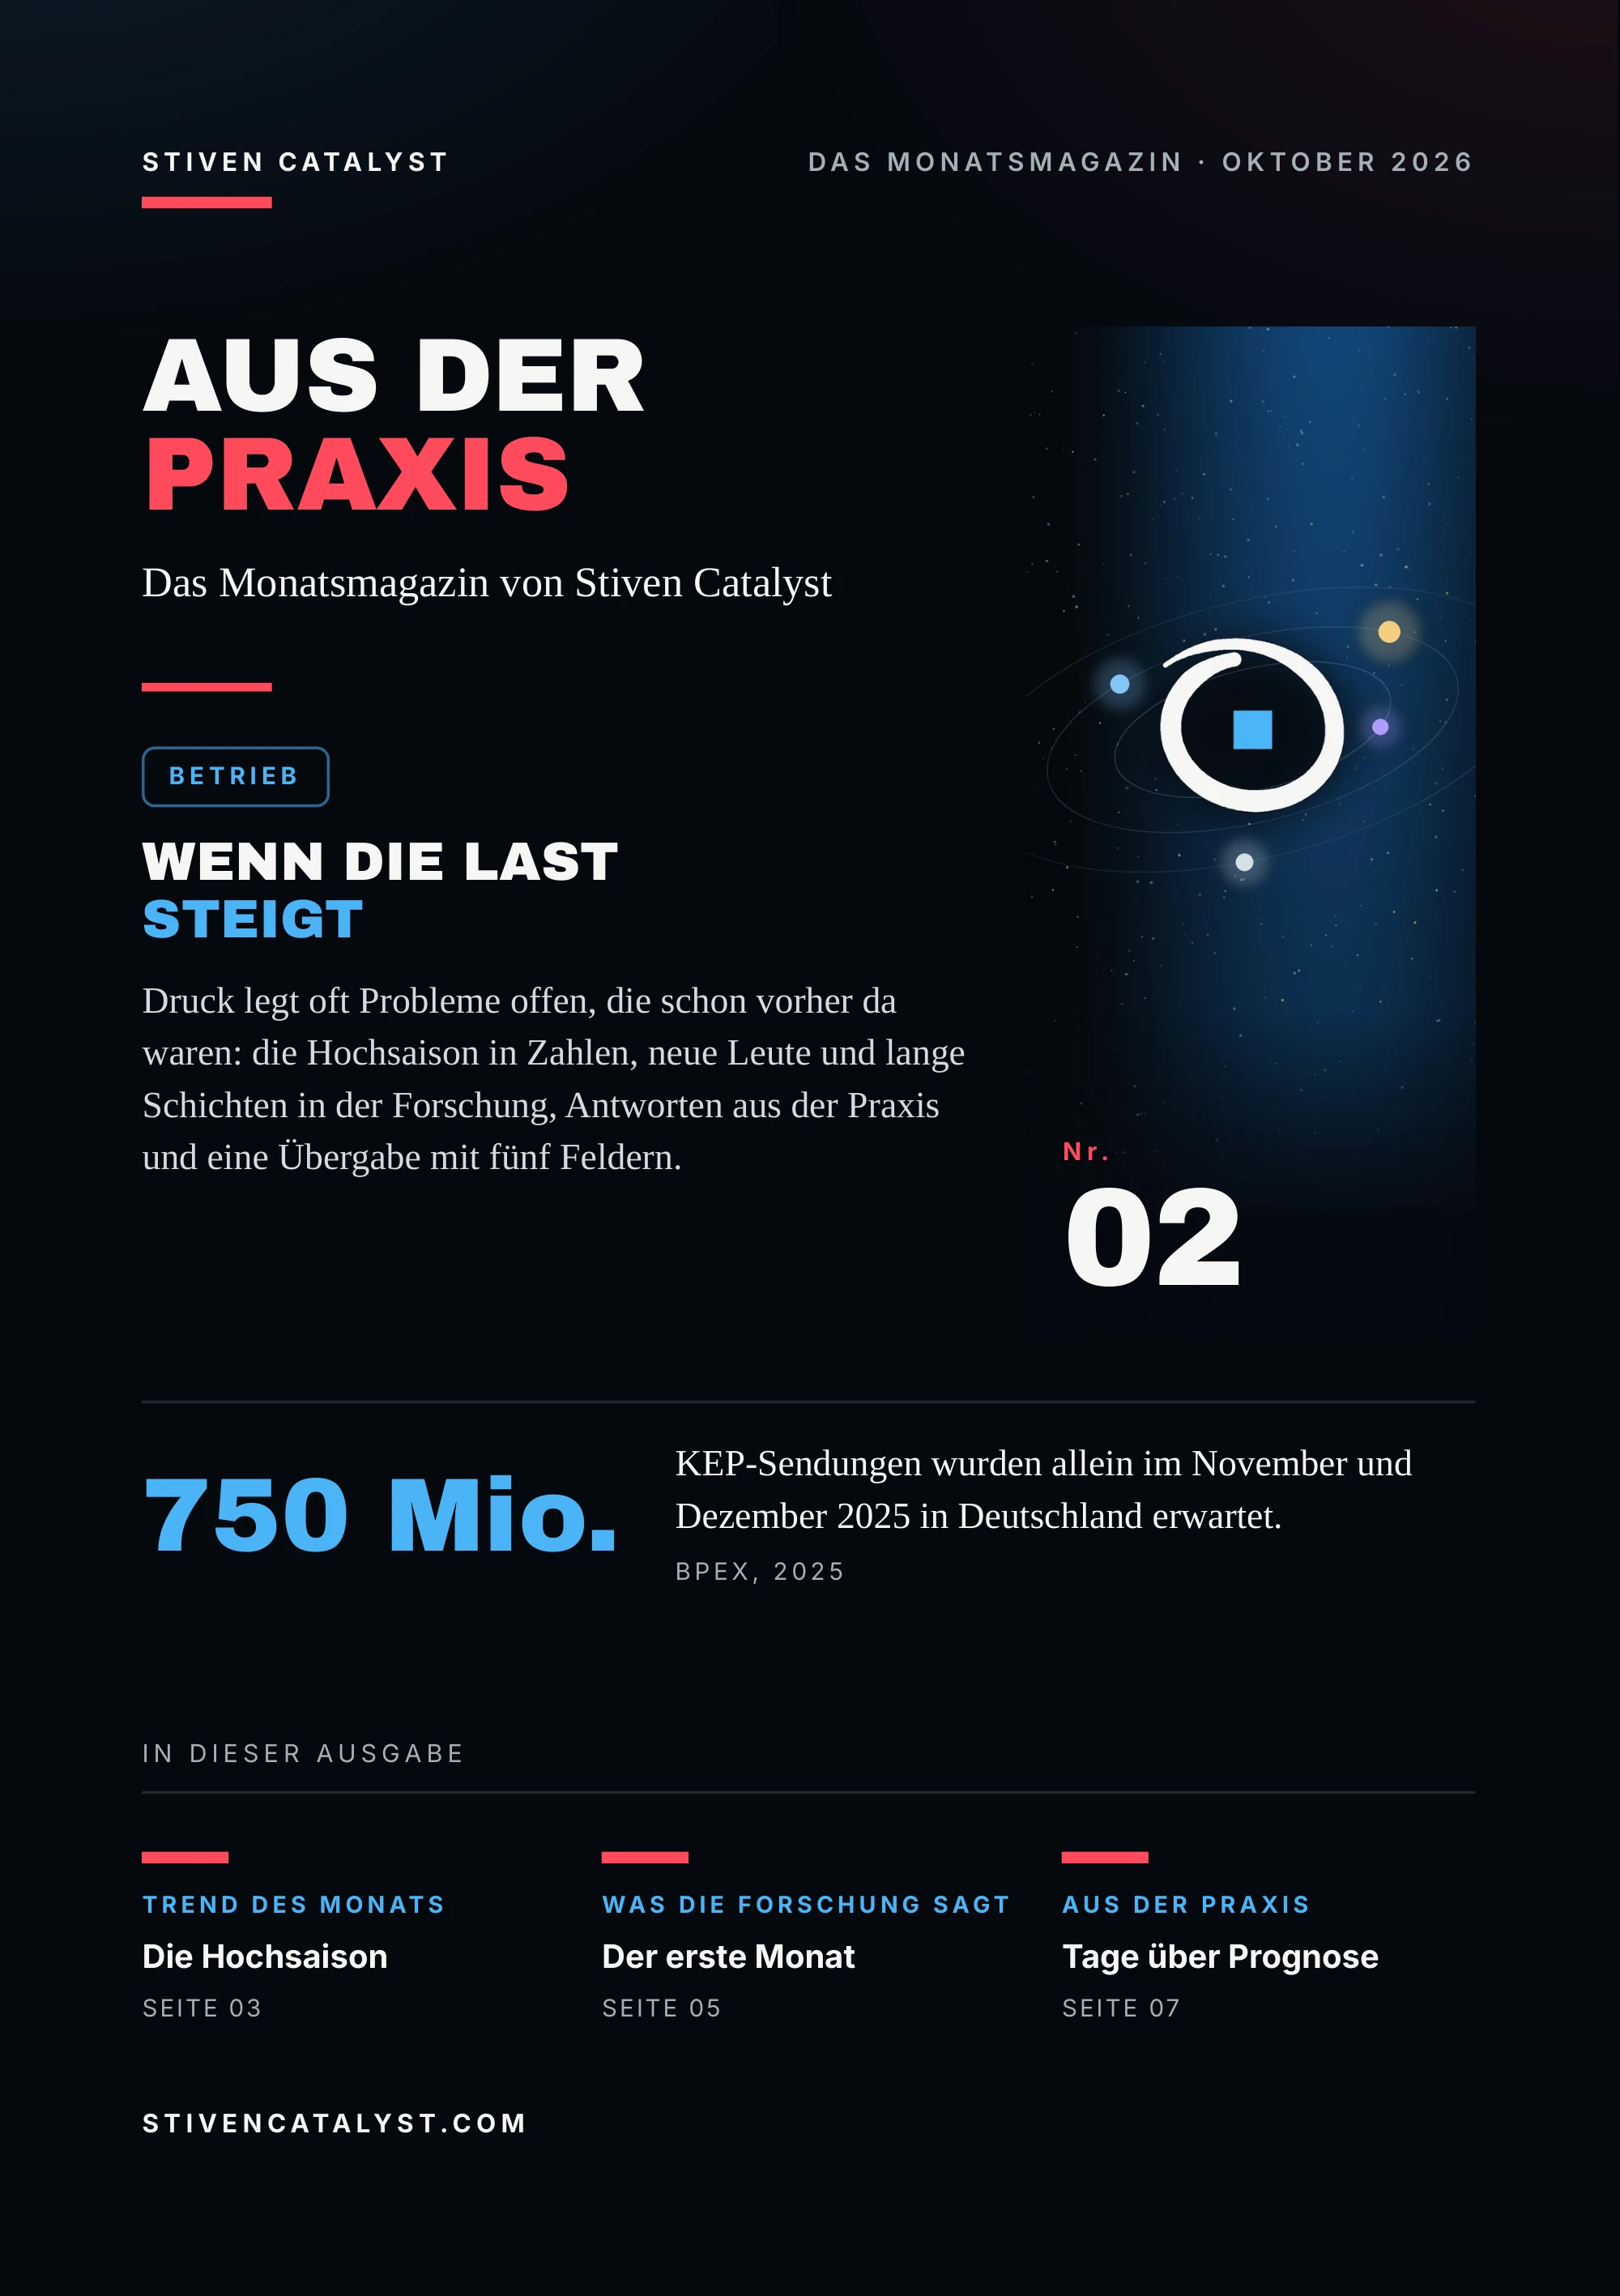 STIVEN CATALYST
DAS MONATSMAGAZIN · OKTOBER 2026
AUS DER
PRAXIS
Das Monatsmagazin von Stiven Catalyst
BETRIEB
WENN DIE LAST
STEIGT
Druck legt oft Probleme offen, die schon vorher da
waren: die Hochsaison in Zahlen, neue Leute und lange
Schichten in der Forschung, Antworten aus der Praxis
und eine Übergabe mit fünf Feldern.
Nr.
02
750 Mio.
KEP-Sendungen wurden allein im November und
Dezember 2025 in Deutschland erwartet.
BPEX, 2025
IN DIESER AUSGABE
TREND DES MONATS
Die Hochsaison
SEITE 03
WAS DIE FORSCHUNG SAGT
Der erste Monat
SEITE 05
AUS DER PRAXIS
Tage über Prognose
SEITE 07
STIVENCATALYST.COM